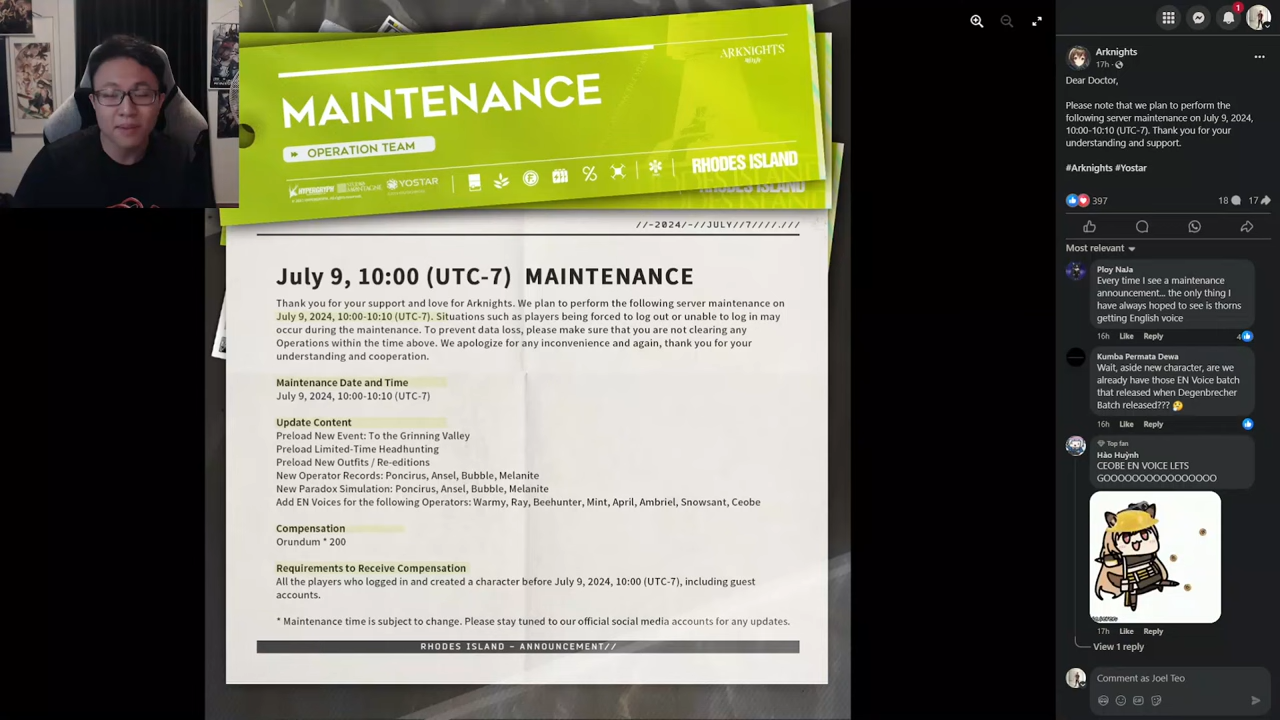 ARKNIGHTS
MAINTENANCE
OPERATION TEAM
HYPERGRYPH
YOSTAR
RHODES ISLAND
RHODES ISLAND
//-2024/-//JULY//7////.///
July 9, 10:00 (UTC-7) MAINTENANCE
Thank you for your support and love for Arknights. We plan to perform the following server maintenance on
July 9, 2024, 10:00-10:10 (UTC-7). Situations such as players being forced to log out or unable to log in may
occur during the maintenance. To prevent data loss, please make sure that you are not clearing any
Operations within the time above. We apologize for any inconvenience and again, thank you for your
understanding and cooperation.
Maintenance Date and Time
July 9, 2024, 10:00-10:10 (UTC-7)
Update Content
Preload New Event: To the Grinning Valley
Preload Limited-Time Headhunting
Preload New Outfits / Re-editions
New Operator Records: Poncirus, Ansel, Bubble, Melanite
New Paradox Simulation: Poncirus, Ansel, Bubble, Melanite
Add EN Voices for the following Operators: Warmy, Ray, Beehunter, Mint, April, Ambriel, Snowsant, Ceobe
Compensation
Orundum * 200
Requirements to Receive Compensation
All the players who logged in and created a character before July 9, 2024, 10:00 (UTC-7), including guest
accounts.
* Maintenance time is subject to change. Please stay tuned to our official social media accounts for any updates.
RHODES ISLAND – ANNOUNCEMENT//
1
Arknights
17h ·
Dear Doctor,
Please note that we plan to perform the
following server maintenance on July 9, 2024,
10:00-10:10 (UTC-7). Thank you for your
understanding and support.
#Arknights #Yostar
397
18 17
Most relevant
Ploy NaJa
Every time I see a maintenance
announcement... the only thing I
have always hoped to see is thorns
getting English voice
16h Like Reply 4
Kumba Permata Dewa
Wait, aside new character, are we
already have those EN Voice batch
that released when Degenbrecher
Batch released??? 🤔
16h Like Reply
Top fan
Hào Huỳnh
CEOBE EN VOICE LETS
GOOOOOOOOOOOOOOOO
17h Like Reply
View 1 reply
Comment as Joel Teo